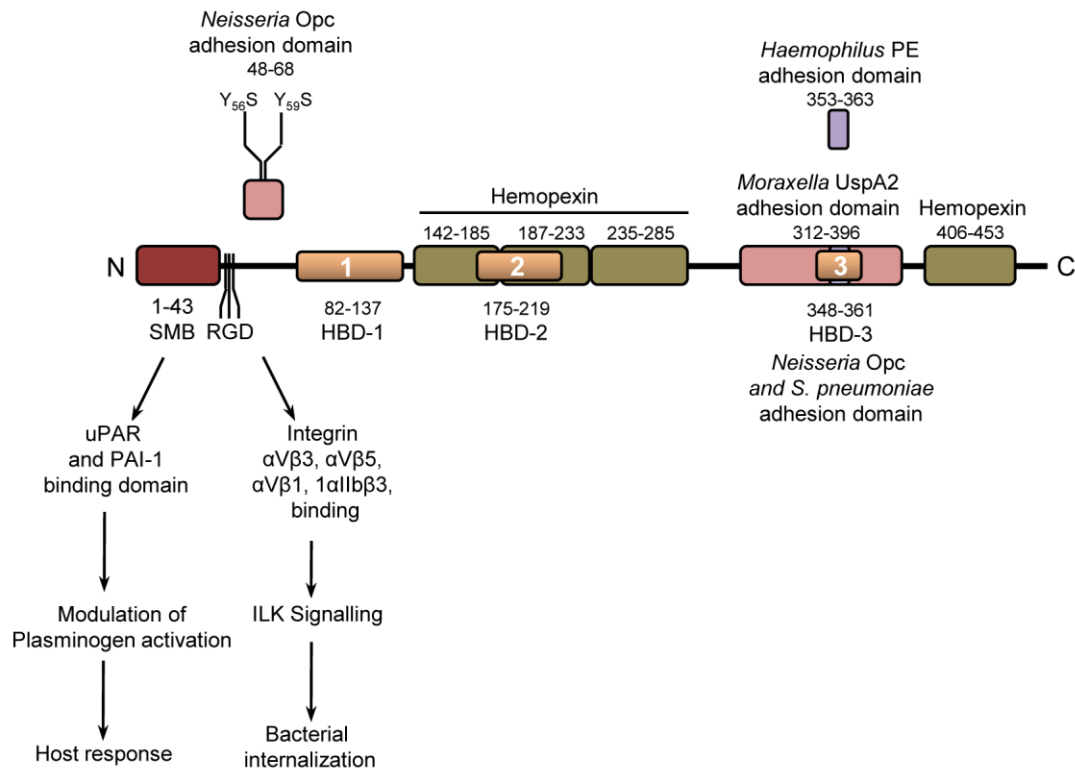 Neisseria Opc
adhesion domain
48-68
Y56S Y59S
Haemophilus PE
adhesion domain
353-363
Moraxella UspA2
adhesion domain
312-396
Hemopexin
142-185 187-233 235-285
Hemopexin
406-453
N 1 2 3 C
1-43
SMB
RGD
82-137
HBD-1
175-219
HBD-2
348-361
HBD-3
Neisseria Opc
and S. pneumoniae
adhesion domain
uPAR
and PAI-1
binding domain
Modulation of
Plasminogen activation
Host response
Integrin
αVβ3, αVβ5,
αVβ1, 1αIIbβ3,
binding
ILK Signalling
Bacterial
internalization